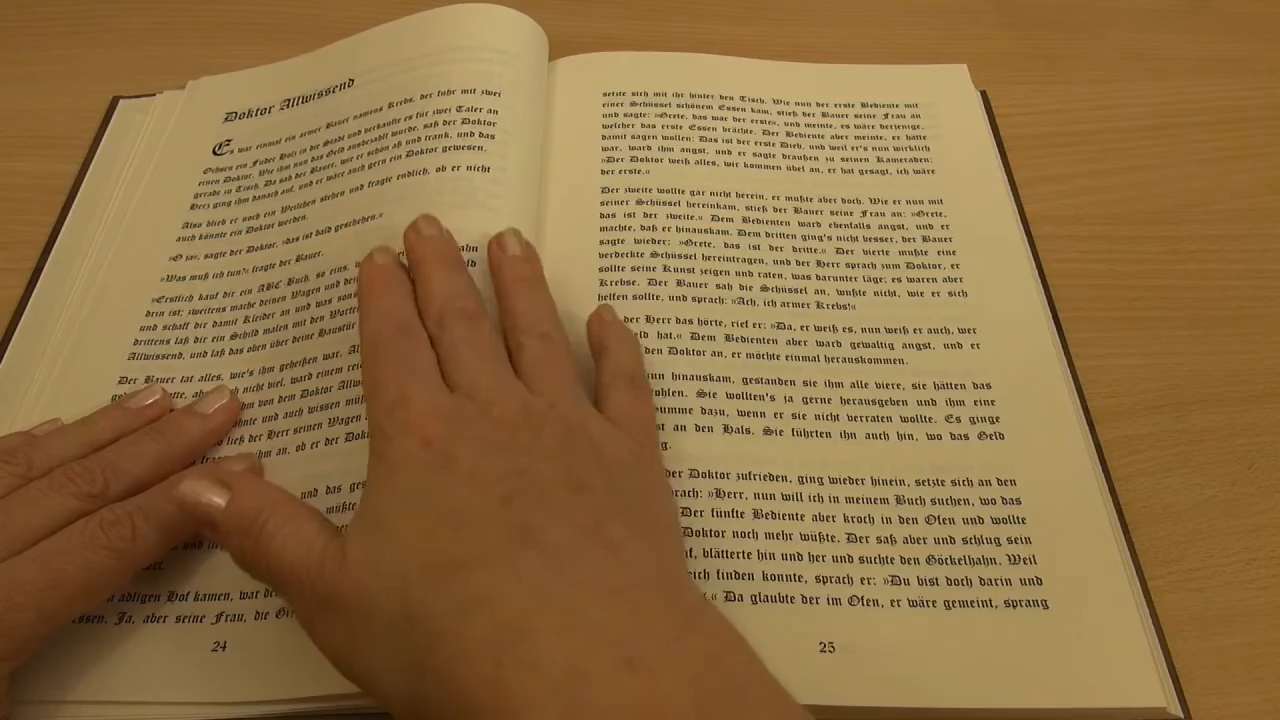 Doktor Allwissend
Es war einmal ein armer Bauer namens Krebs, der fuhr mit zwei
Ochsen ein Fuder Holz in die Stadt und verkaufte es für zwei Taler an
einen Doktor. Wie ihm nun das Geld ausbezahlt wurde, saß der Doktor
gerade zu Tisch. Da sah der Bauer, wie er schön aß und trank, und das
Herz ging ihm danach auf, und er wäre auch gern ein Doktor gewesen.
Also blieb er noch ein Weilchen stehen und fragte endlich, ob er nicht
auch könnte ein Doktor werden.
»O ja«, sagte der Doktor, »das ist bald geschehen.«
»Was muß ich tun?« fragte der Bauer.
»Erstlich kauf dir ein ABC-Buch, so eins,
drin ist; zweitens mache deinen Wagen und
und schaff dir damit Kleider an und was
drittens laß dir ein Schild malen mit den
Allwissend, und laß das oben über deine Haustür
Der Bauer tat alles, wie's ihm geheißen war.
nicht viel, ward einem
von dem Doktor
und auch wissen
ließ der Herr seinen Wagen
ihm an, ob er der
und das
müßte
und
adligen Hof kamen, war
Ja, aber seine Frau, die
24
setzte sich mit ihr hinter den Tisch. Wie nun der erste Bediente mit
einer Schüssel schönem Essen kam, stieß der Bauer seine Frau an
und sagte: »Grete, das war der erste«, und meinte, es wäre derjenige,
welcher das erste Essen brächte. Der Bediente aber meinte, er hätte
damit sagen wollen: Das ist der erste Dieb, und weil er's nun wirklich
war, ward ihm angst, und er sagte draußen zu seinen Kameraden:
»Der Doktor weiß alles, wir kommen übel an, er hat gesagt, ich wäre
der erste.«
Der zweite wollte gar nicht herein, er mußte aber doch. Wie er nun mit
seiner Schüssel hereinkam, stieß der Bauer seine Frau an: »Grete,
das ist der zweite.« Dem Bedienten ward ebenfalls angst, und er
machte, daß er hinauskam. Dem dritten ging's nicht besser, der Bauer
sagte wieder: »Grete, das ist der dritte.« Der vierte mußte eine
verdeckte Schüssel hereintragen, und der Herr sprach zum Doktor, er
sollte seine Kunst zeigen und raten, was darunter läge; es waren aber
Krebse. Der Bauer sah die Schüssel an, wußte nicht, wie er sich
helfen sollte, und sprach: »Ach, ich armer Krebs!«
der Herr das hörte, rief er: »Da, er weiß es, nun weiß er auch, wer
hat.« Dem Bedienten aber ward gewaltig angst, und er
den Doktor an, er möchte einmal herauskommen.
nun hinauskam, gestanden sie ihm alle viere, sie hätten das
Sie wollten's ja gerne herausgeben und ihm eine
dazu, wenn er sie nicht verraten wollte. Es ginge
an den Hals. Sie führten ihn auch hin, wo das Geld
der Doktor zufrieden, ging wieder hinein, setzte sich an den
»Herr, nun will ich in meinem Buch suchen, wo das
Der fünfte Bediente aber kroch in den Ofen und wollte
Doktor noch mehr wüßte. Der saß aber und schlug sein
blätterte hin und her und suchte den Göckelhahn. Weil
finden konnte, sprach er: »Du bist doch darin und
Da glaubte der im Ofen, er wäre gemeint, sprang
25